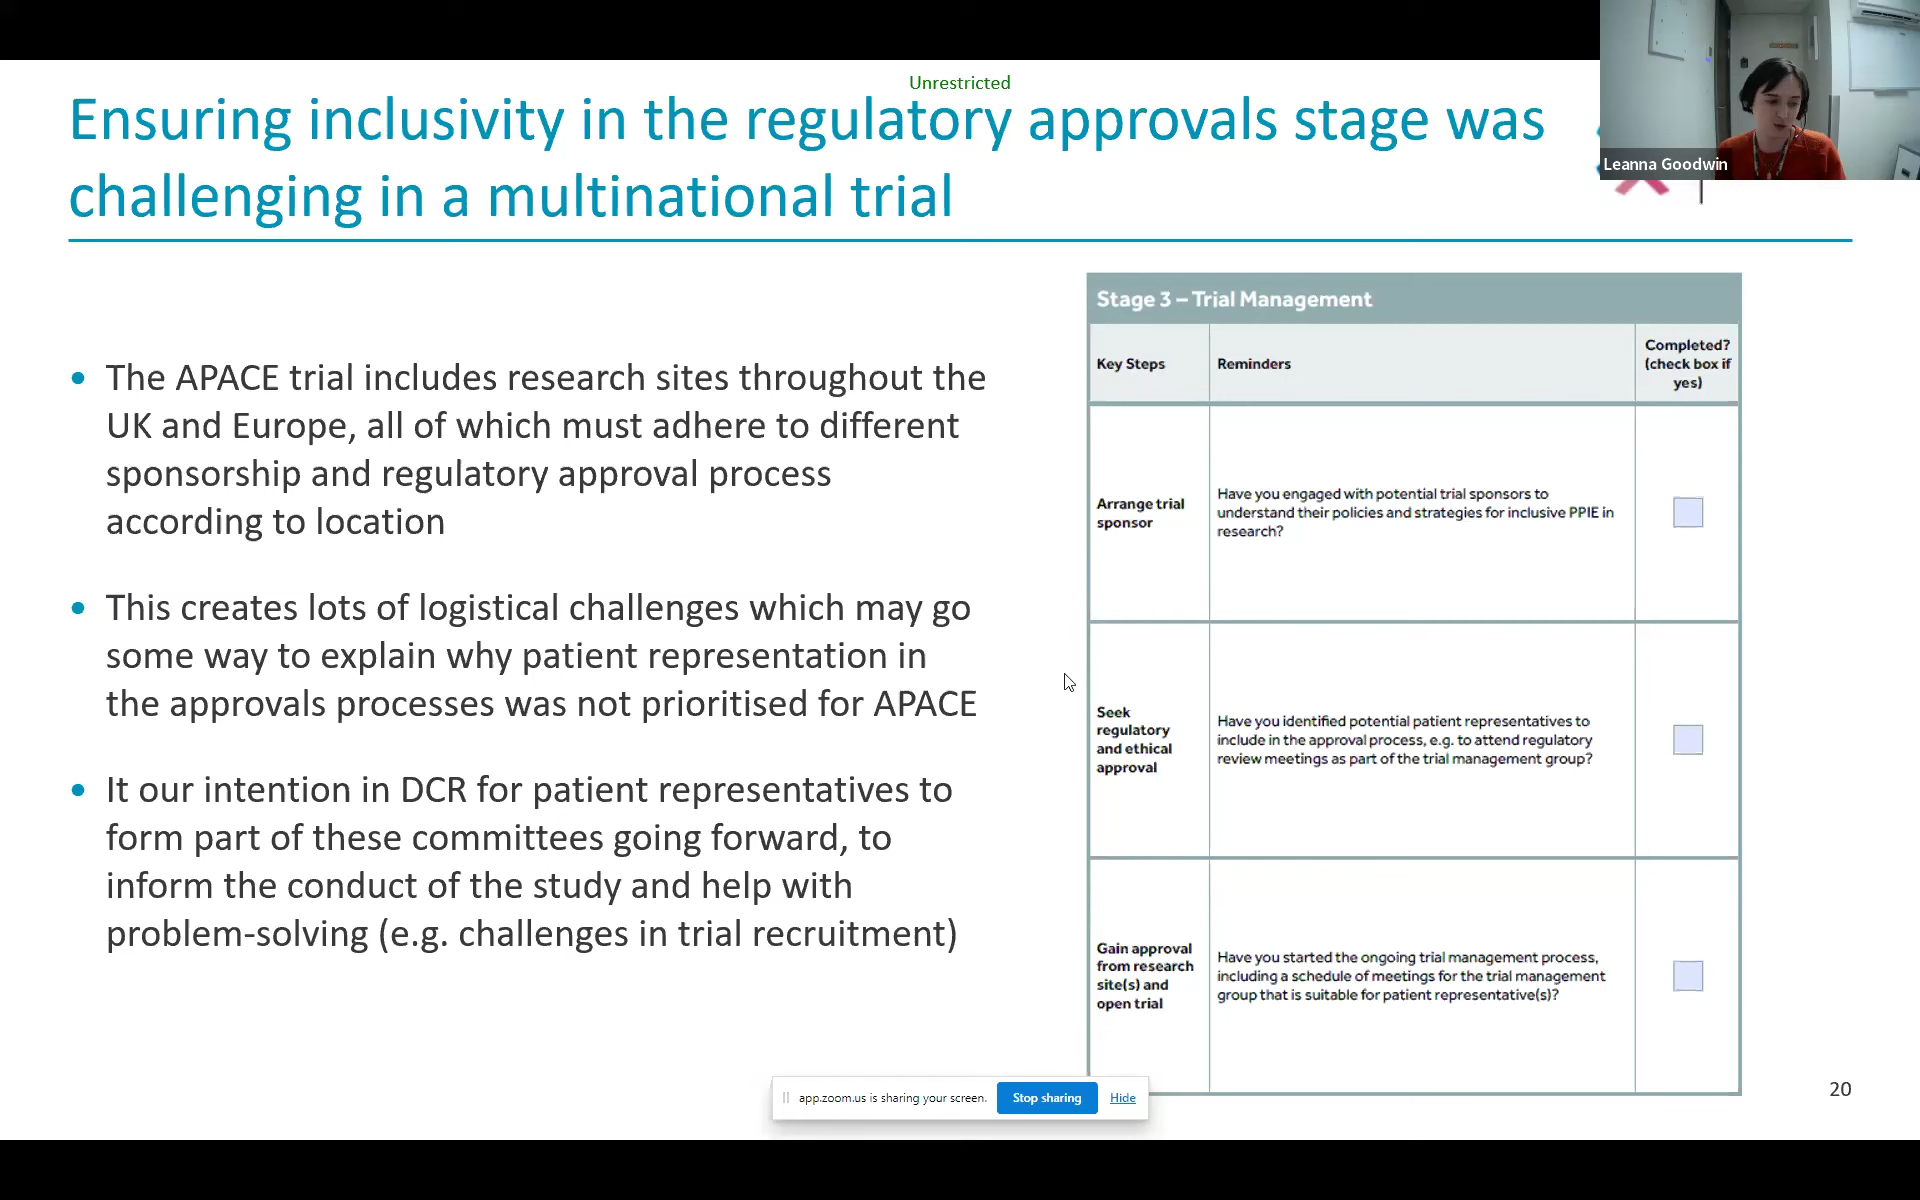 Unrestricted
Ensuring inclusivity in the regulatory approvals stage was
challenging in a multinational trial
Leanna Goodwin
• The APACE trial includes research sites throughout the
UK and Europe, all of which must adhere to different
sponsorship and regulatory approval process
according to location
• This creates lots of logistical challenges which may go
some way to explain why patient representation in
the approvals processes was not prioritised for APACE
• It our intention in DCR for patient representatives to
form part of these committees going forward, to
inform the conduct of the study and help with
problem-solving (e.g. challenges in trial recruitment)
Stage 3 – Trial Management
Key Steps
Reminders
Completed?
(check box if
yes)
Arrange trial
sponsor
Have you engaged with potential trial sponsors to
understand their policies and strategies for inclusive PPIE in
research?
Seek
regulatory
and ethical
approval
Have you identified potential patient representatives to
include in the approval process, e.g. to attend regulatory
review meetings as part of the trial management group?
Gain approval
from research
site(s) and
open trial
Have you started the ongoing trial management process,
including a schedule of meetings for the trial management
group that is suitable for patient representative(s)?
app.zoom.us is sharing your screen.
Stop sharing
Hide
20